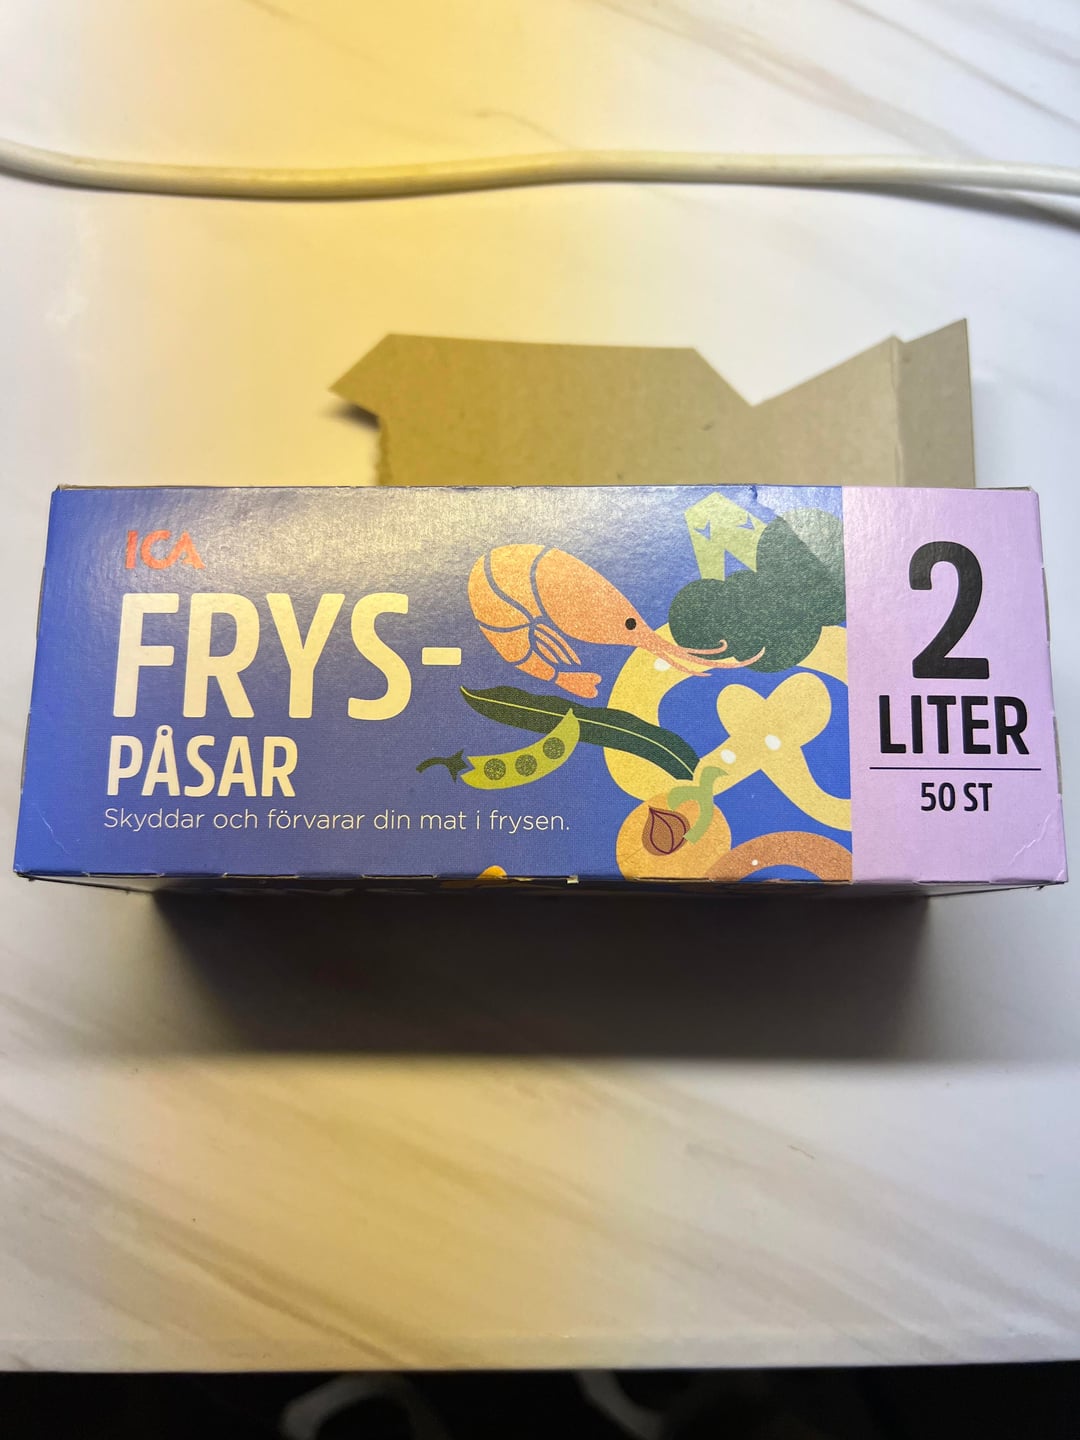 ICA
FRYS-
PÅSAR
Skyddar och förvarar din mat i frysen.
2
LITER
50 ST